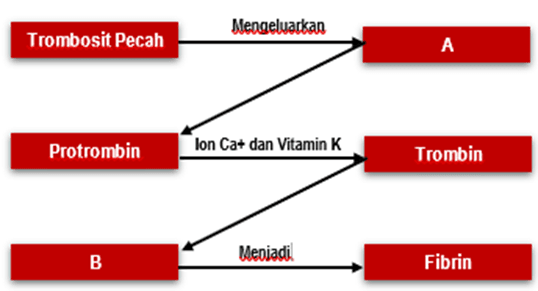 Mengeluarkan
Trombosit Pecah
A
Protrombin
Ion Ca+ dan Vitamin K
Trombin
B
Menjadi
Fibrin